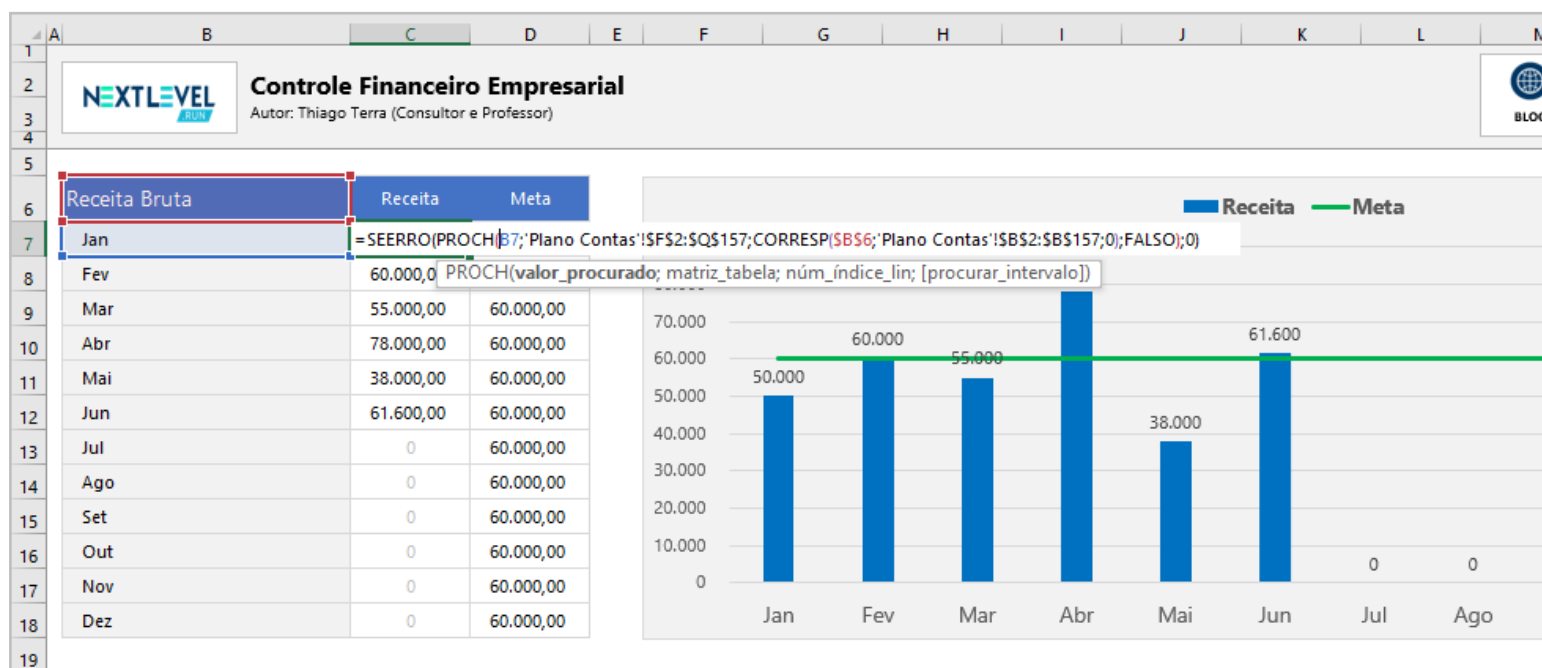 A B C D E F G H I J K L M
1
2
3
4
NEXTLEVEL
.RUN
Controle Financeiro Empresarial
Autor: Thiago Terra (Consultor e Professor)
5
6 Receita Bruta Receita Meta
7 Jan =SEERRO(PROCH(B7;'Plano Contas'!$F$2:$Q$157;CORRESP($B$6;'Plano Contas'!$B$2:$B$157;0);FALSO);0)
PROCH(valor_procurado; matriz_tabela; núm_índice_lin; [procurar_intervalo])
8 Fev 60.000,0
9 Mar 55.000,00 60.000,00
10 Abr 78.000,00 60.000,00
11 Mai 38.000,00 60.000,00
12 Jun 61.600,00 60.000,00
13 Jul 0 60.000,00
14 Ago 0 60.000,00
15 Set 0 60.000,00
16 Out 0 60.000,00
17 Nov 0 60.000,00
18 Dez 0 60.000,00
19
Receita Meta
70.000
60.000
50.000
40.000
30.000
20.000
10.000
0
50.000 60.000 55.000 38.000 61.600 0 0
Jan Fev Mar Abr Mai Jun Jul Ago